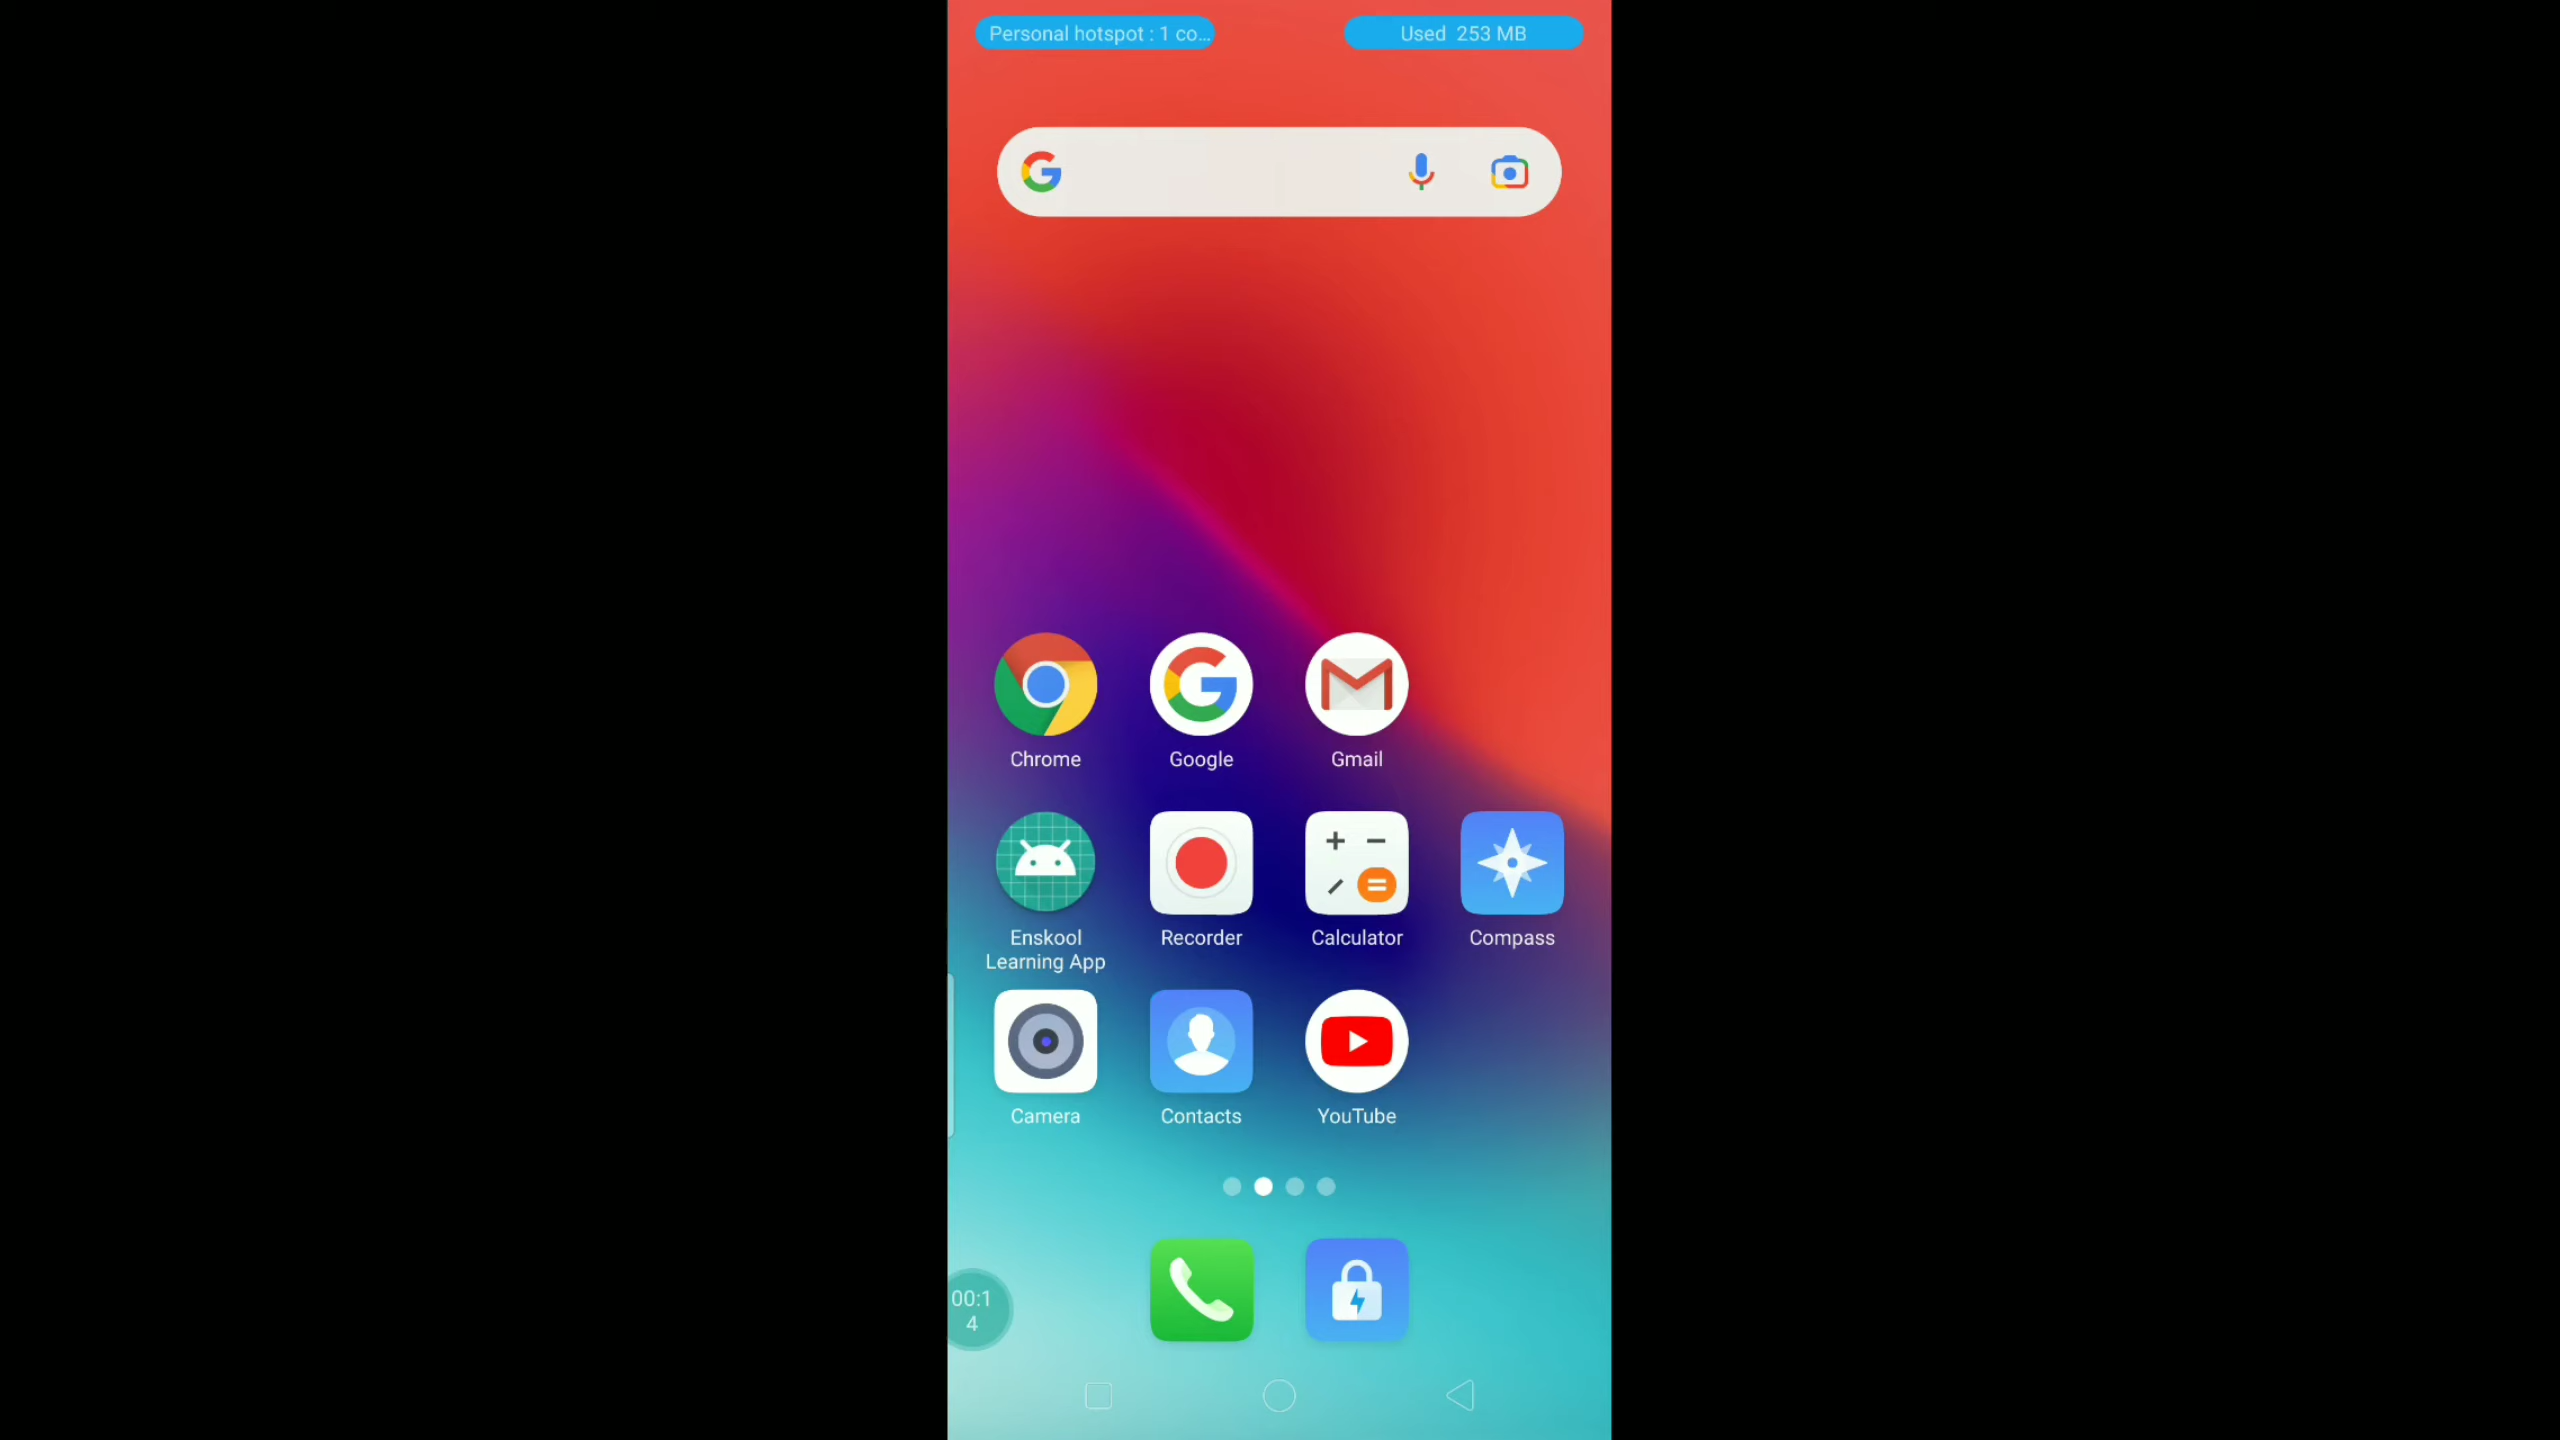 Personal hotspot : 1 co... Used 253 MB
Chrome Google Gmail
Enskool Learning App Recorder Calculator Compass
Camera Contacts YouTube
00:1
4